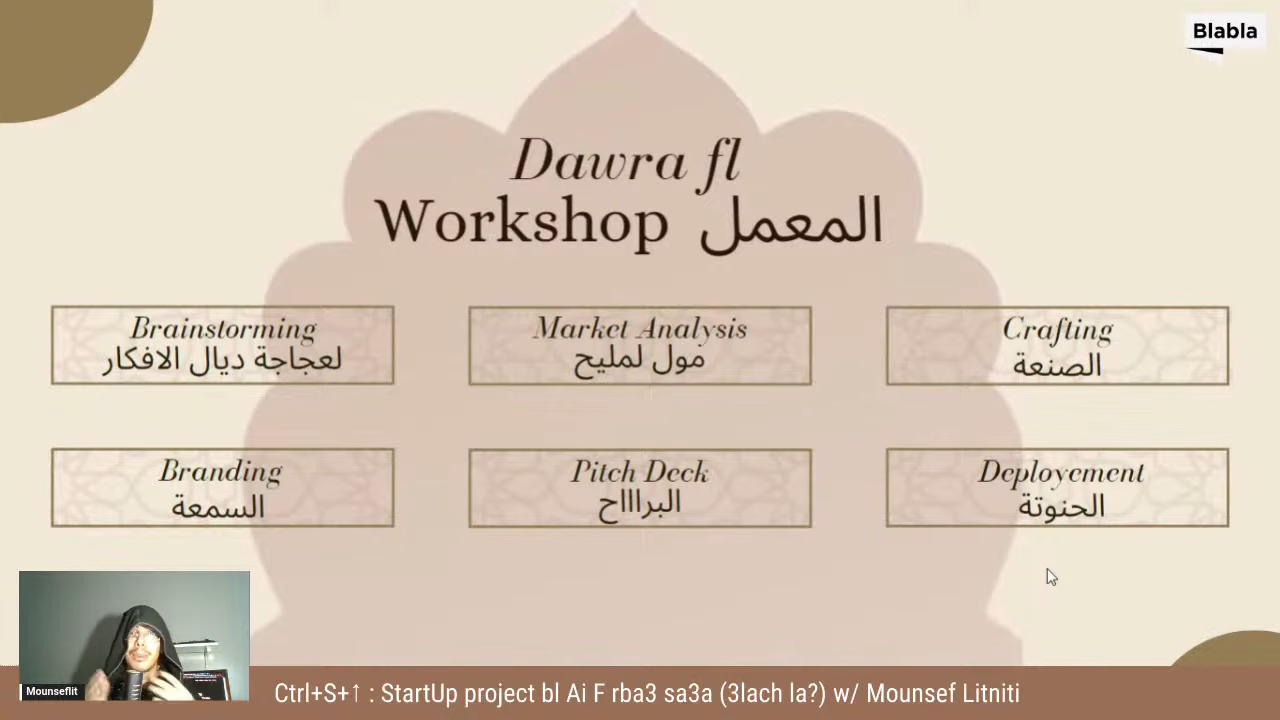 Blabla
Dawra fl
Workshop المعمل
Brainstorming
لعجاجة ديال الافكار
Market Analysis
مول لمليح
Crafting
الصنعة
Branding
السمعة
Pitch Deck
البراااح
Deployement
الحنوتة
Mounseflit
Ctrl+S+↑ : StartUp project bl Ai F rba3 sa3a (3lach la?) w/ Mounsef Litniti